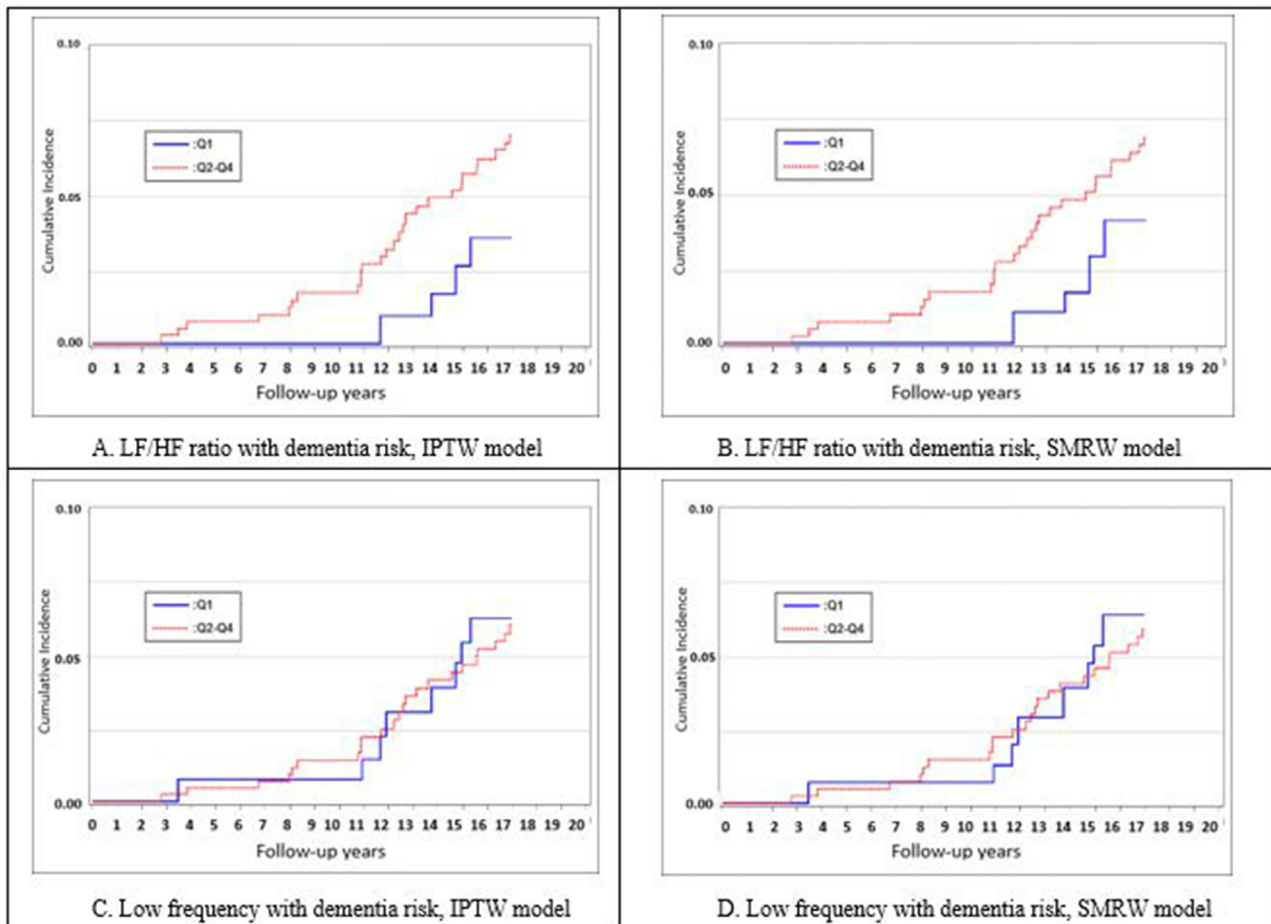 0.10
Cumulative Incidence
:Q1
:Q2-Q4
0.05
0.00
0 1 2 3 4 5 6 7 8 9 10 11 12 13 14 15 16 17 18 19 20
Follow-up years
A. LF/HF ratio with dementia risk, IPTW model
0.10
Cumulative Incidence
:Q1
:Q2-Q4
0.05
0.00
0 1 2 3 4 5 6 7 8 9 10 11 12 13 14 15 16 17 18 19 20
Follow-up years
B. LF/HF ratio with dementia risk, SMRW model
0.10
Cumulative Incidence
:Q1
:Q2-Q4
0.05
0.00
0 1 2 3 4 5 6 7 8 9 10 11 12 13 14 15 16 17 18 19 20
Follow-up years
C. Low frequency with dementia risk, IPTW model
0.10
Cumulative Incidence
:Q1
:Q2-Q4
0.05
0.00
0 1 2 3 4 5 6 7 8 9 10 11 12 13 14 15 16 17 18 19 20
Follow-up years
D. Low frequency with dementia risk, SMRW model